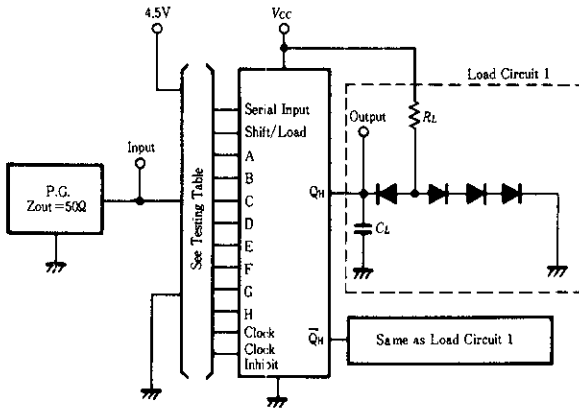 4.5V
VCC
Load Circuit 1
Output
RL
Input
P.G.
Zout=50Ω
See Testing Table
Serial Input
Shift/Load
A
B
C
D
E
F
G
H
Clock
Clock
Inhibit
QH
CL
Q̅H
Same as Load Circuit 1